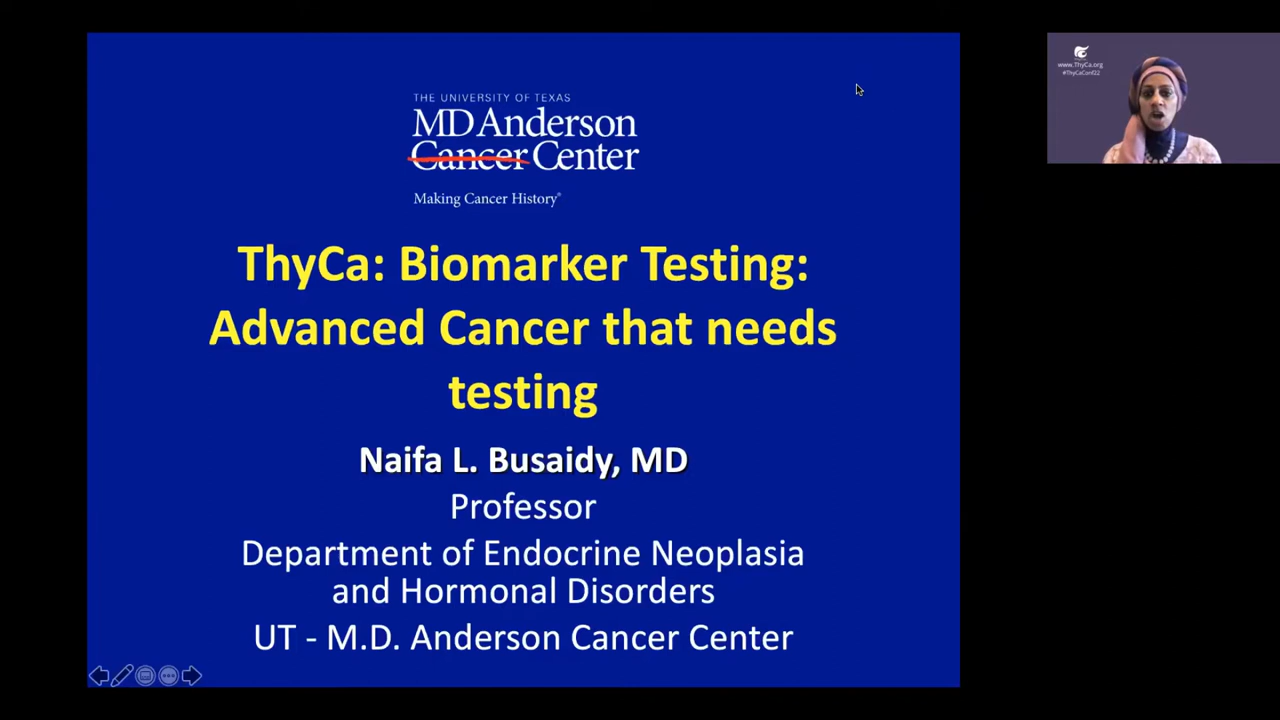 THE UNIVERSITY OF TEXAS
MD Anderson
Cancer Center
Making Cancer History®
ThyCa: Biomarker Testing:
Advanced Cancer that needs
testing
Naifa L. Busaidy, MD
Professor
Department of Endocrine Neoplasia
and Hormonal Disorders
UT - M.D. Anderson Cancer Center
www.ThyCa.org
#ThyCaConf22